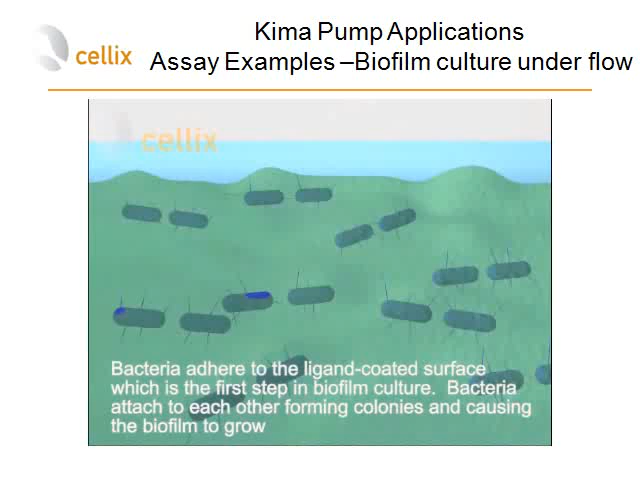 Kima Pump Applications
cellix
Assay Examples –Biofilm culture under flow
cellix
Bacteria adhere to the ligand-coated surface
which is the first step in biofilm culture. Bacteria
attach to each other forming colonies and causing
the biofilm to grow